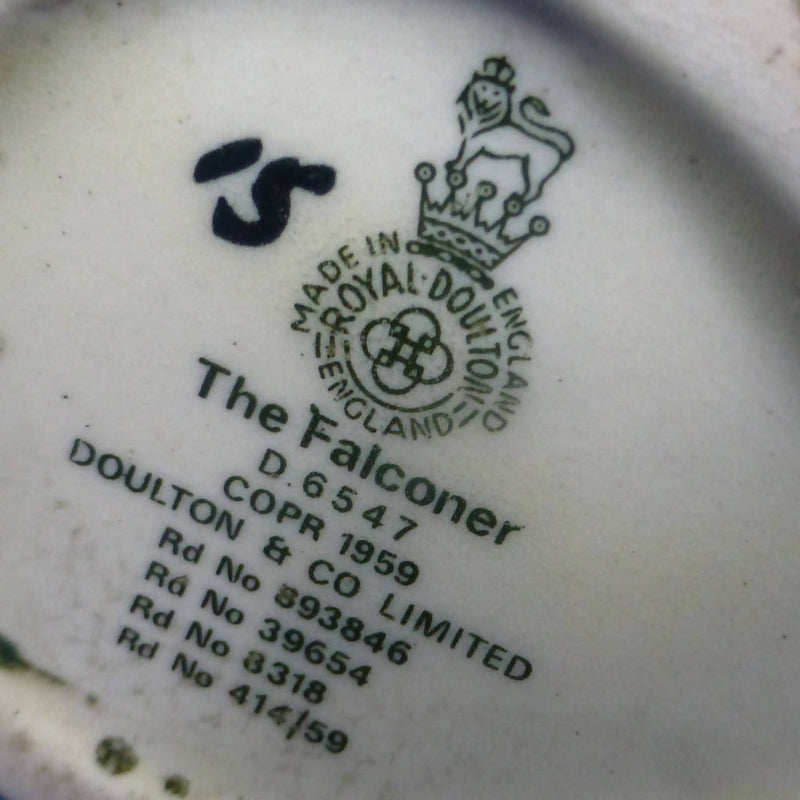 15
MADE IN ENGLAND
ROYAL·DOULTON
ENGLAND
The Falconer
D.6547
COPR 1959
DOULTON & CO LIMITED
Rd No 893846
Rd No 39654
Rd No 8318
Rd No 414/59